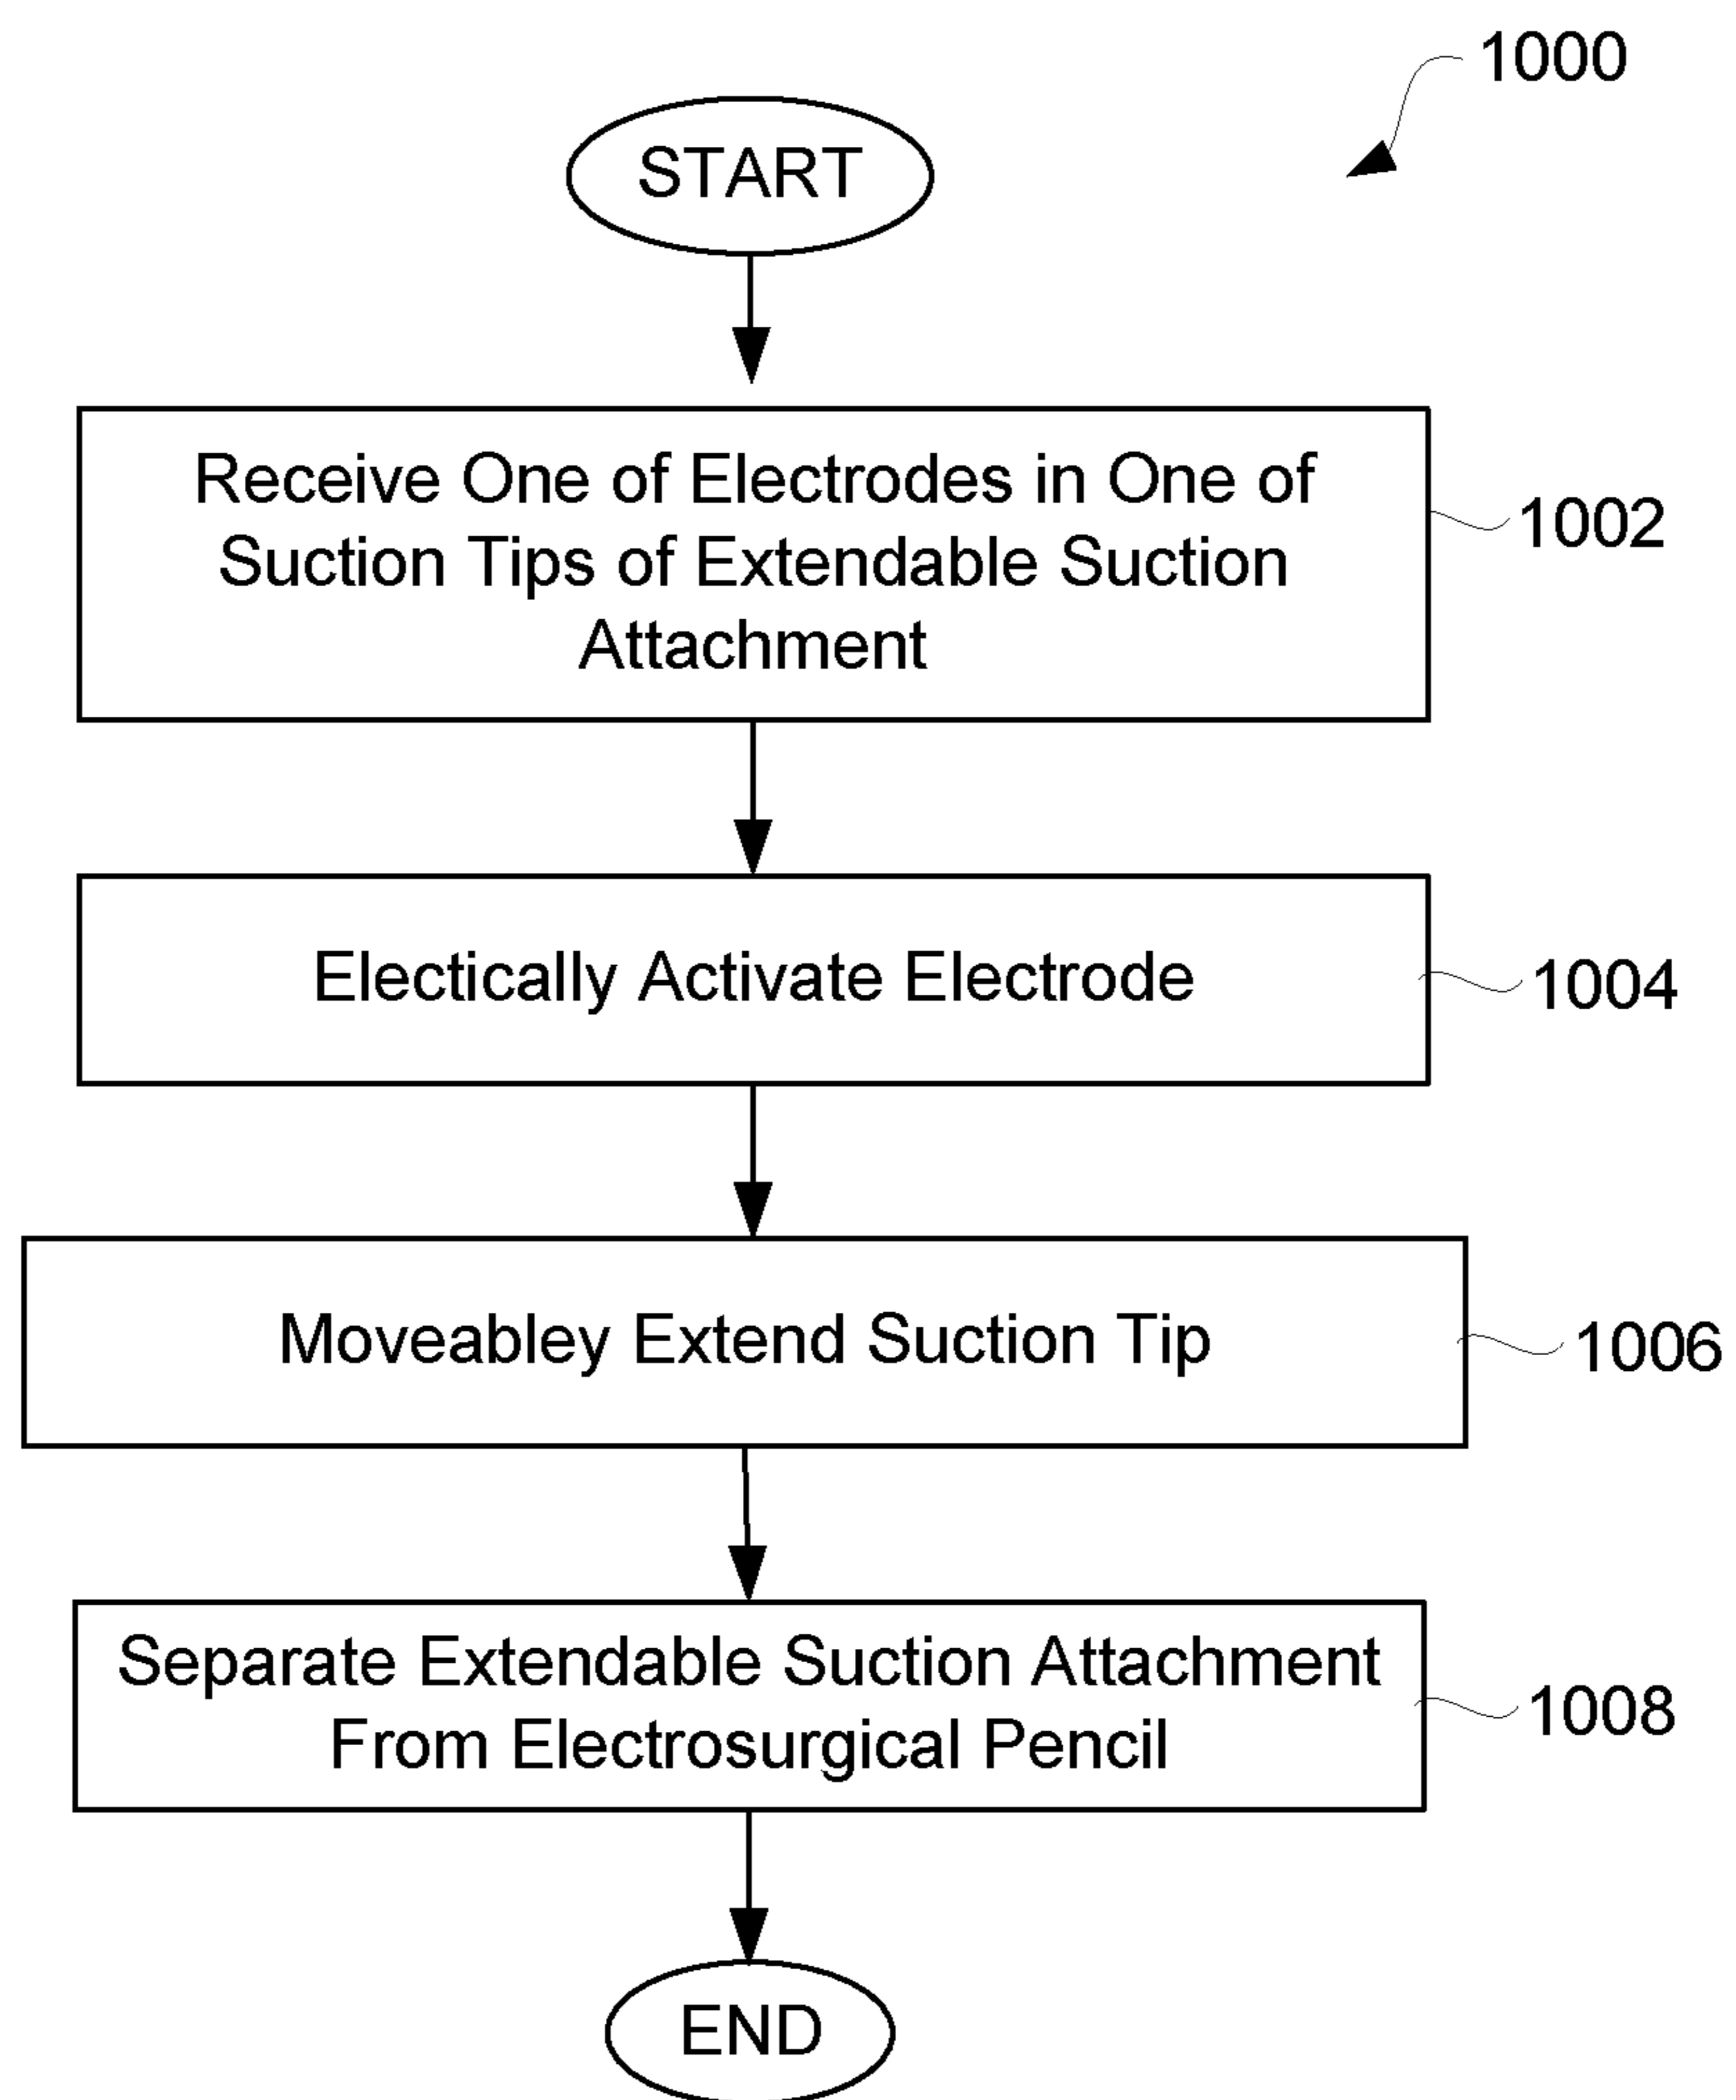 1000
START
Receive One of Electrodes in One of
Suction Tips of Extendable Suction
Attachment
1002
Electically Activate Electrode
1004
Moveabley Extend Suction Tip
1006
Separate Extendable Suction Attachment
From Electrosurgical Pencil
1008
END